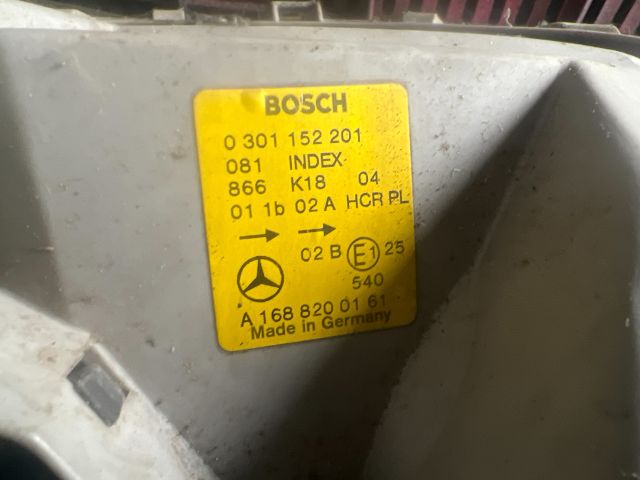 BOSCH
0 301 152 201
081 INDEX
866 K18 04
01 1b 02 A HCR PL
02 B E1 25
540
A 168 820 01 61
Made in Germany